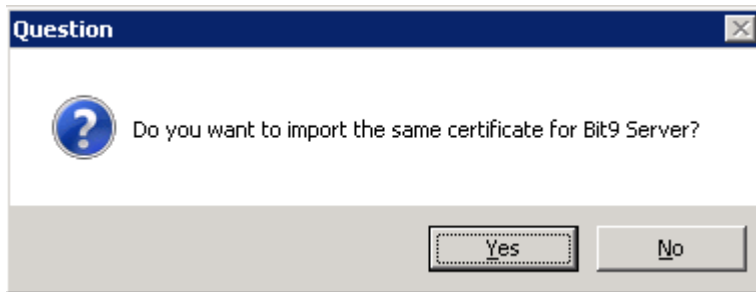 Question
Do you want to import the same certificate for Bit9 Server?
Yes
No